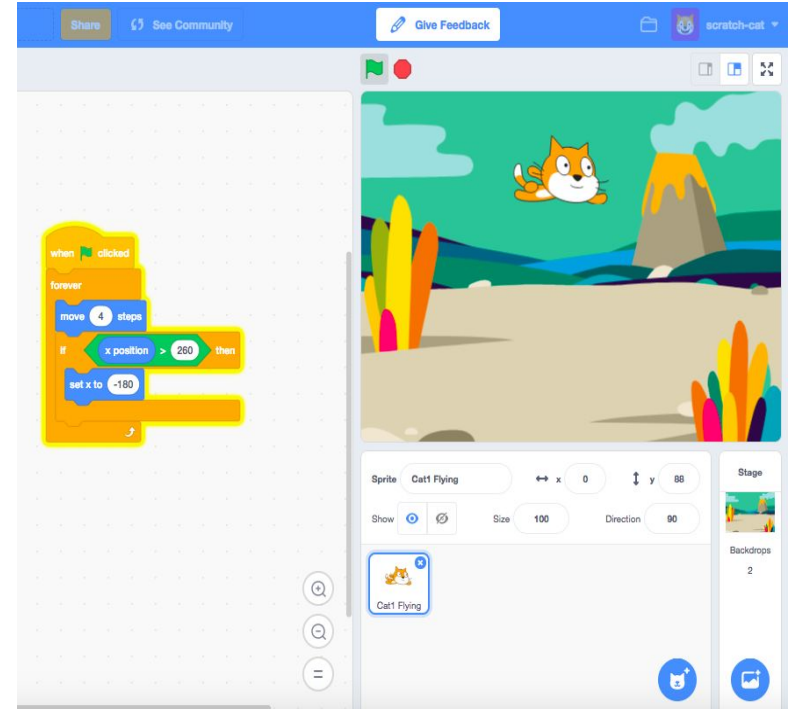 Share See Community Give Feedback scratch-cat
when clicked
forever
move 4 steps
if x position > 260 then
set x to -180
Sprite Cat1 Flying x 0 y 88
Show Size 100 Direction 90
Cat1 Flying
Stage
Backdrops
2